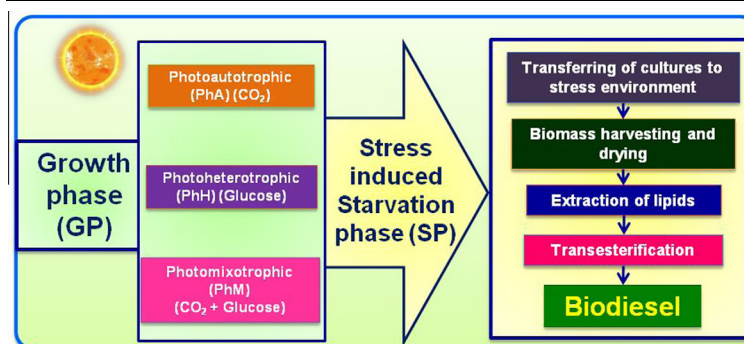 Growth
phase
(GP)
Photoautotrophic
(PhA) (CO₂)
Photoheterotrophic
(PhH) (Glucose)
Photomixotrophic
(PhM)
(CO₂ + Glucose)
Stress
induced
Starvation
phase (SP)
Transferring of cultures to
stress environment
Biomass harvesting and
drying
Extraction of lipids
Transesterification
Biodiesel